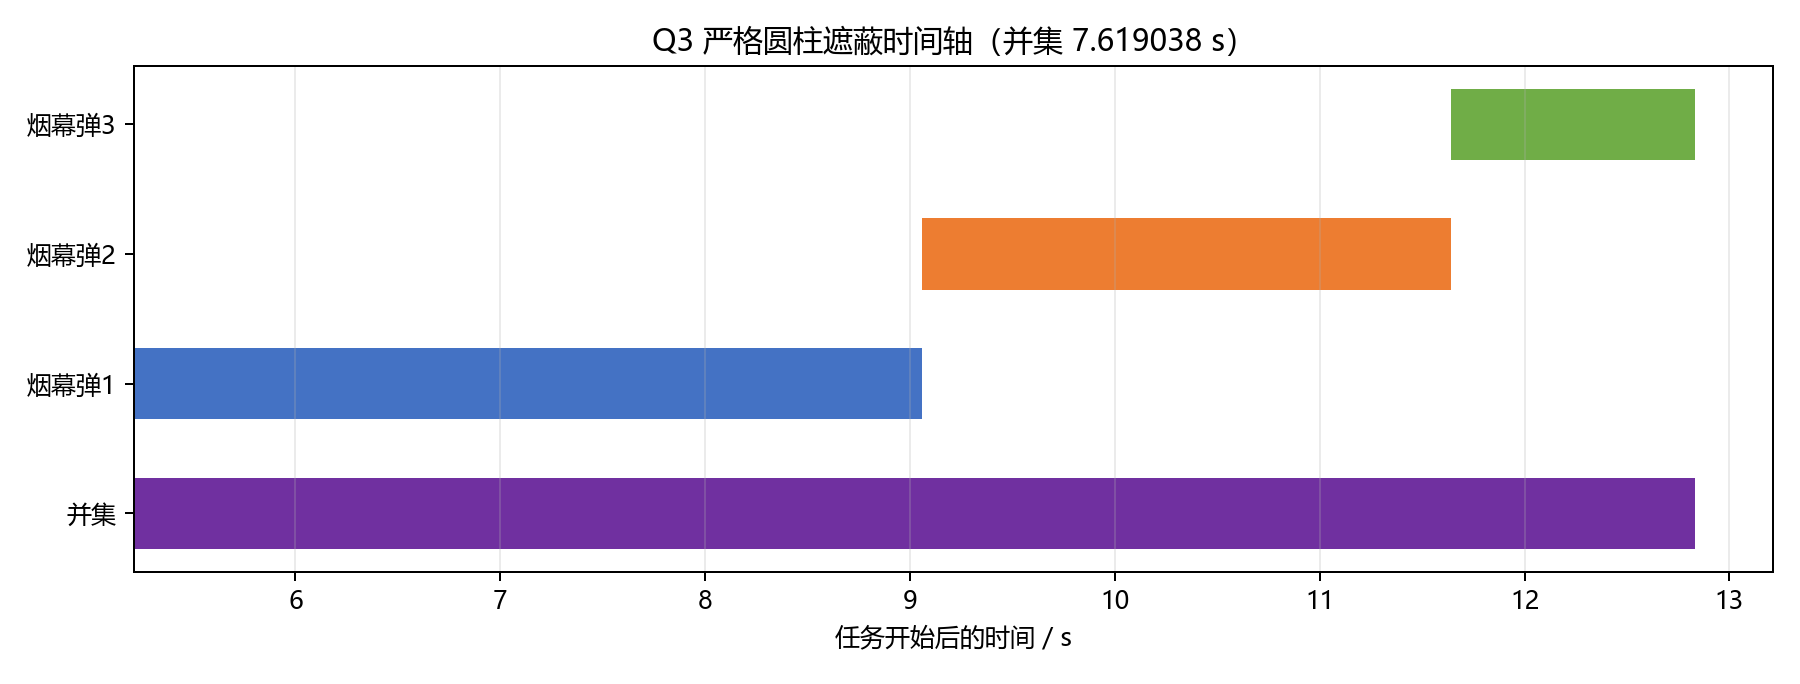 Q3 严格圆柱遮蔽时间轴（并集 7.619038 s）
烟幕弹3
烟幕弹2
烟幕弹1
并集
6 7 8 9 10 11 12 13
任务开始后的时间 / s